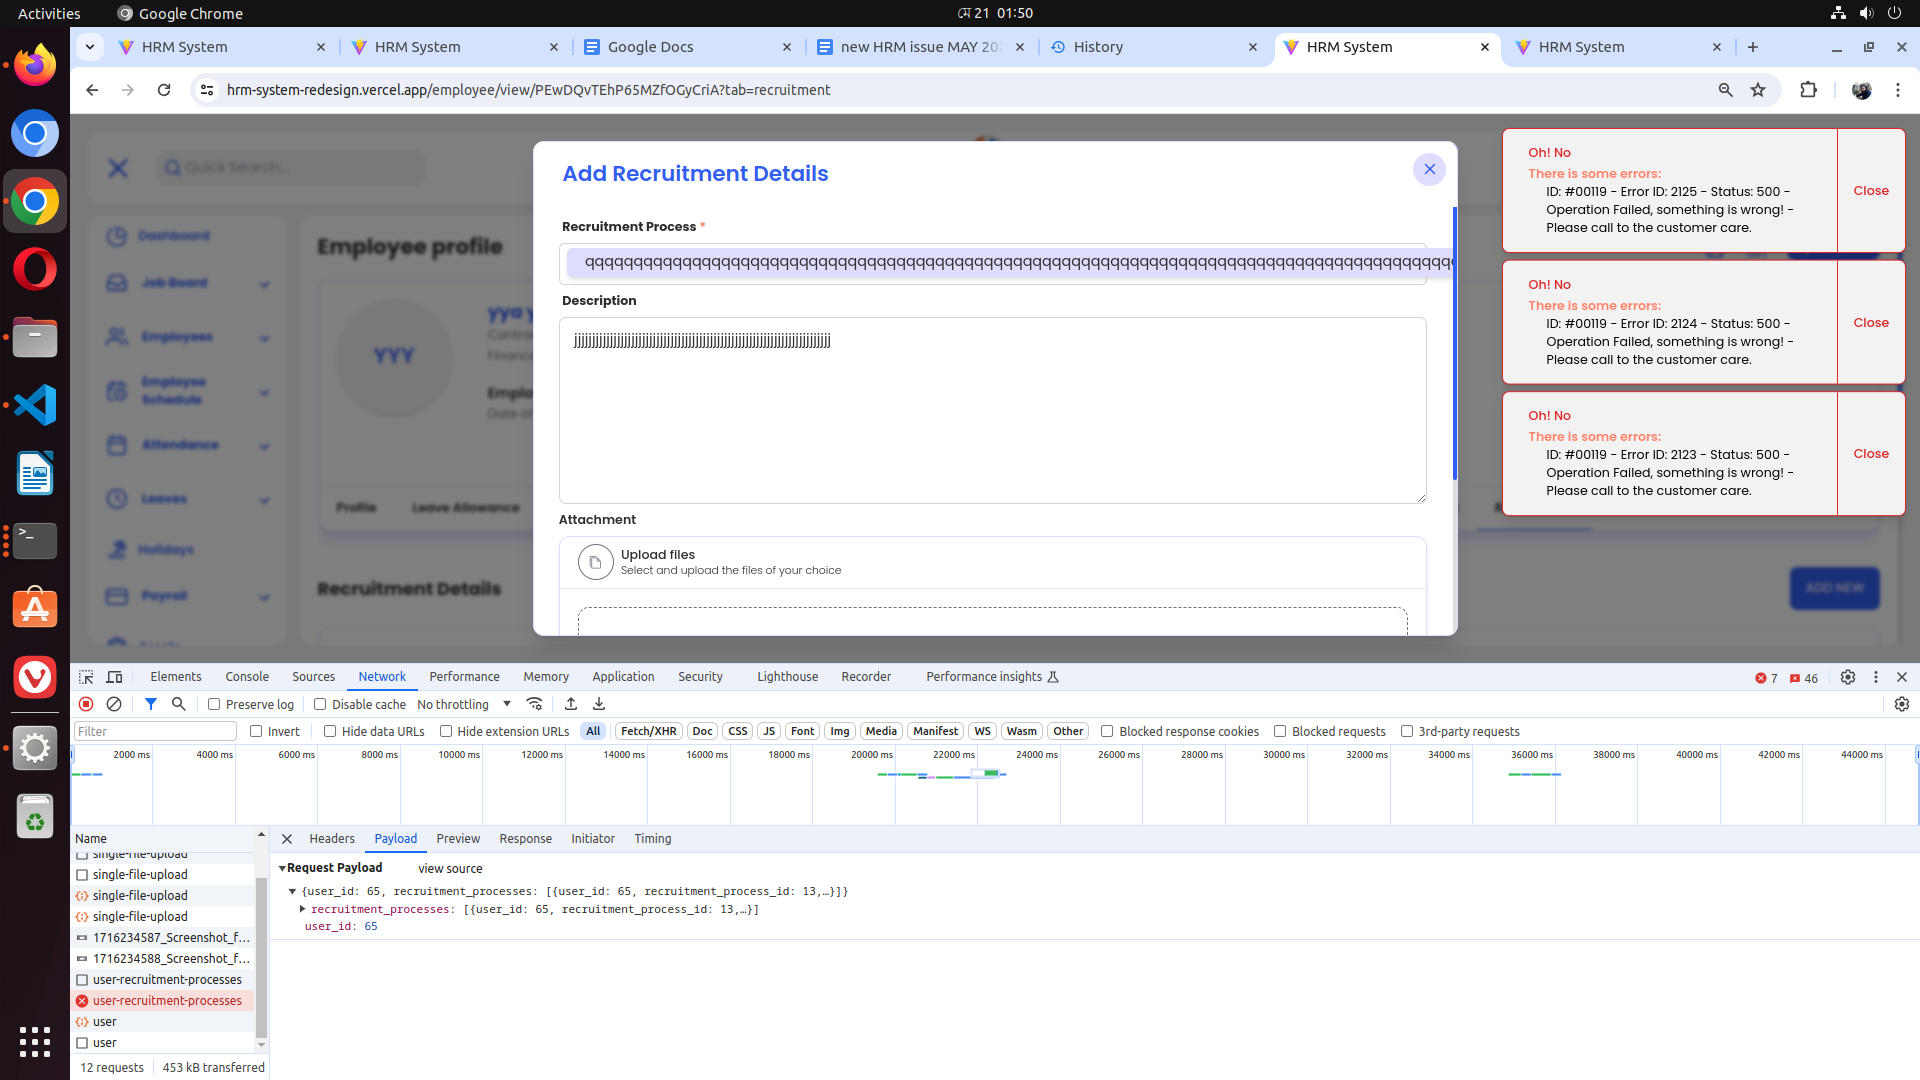 Activities
Google Chrome
মে 21 01:50
HRM System
HRM System
Google Docs
new HRM issue MAY 202
History
HRM System
HRM System
hrm-system-redesign.vercel.app/employee/view/PEwDQvTEhP65MZfOGyCriA?tab=recruitment
Quick Search...
Dashboard
Job Board
Employees
Employee
Schedule
Attendance
Leaves
Holidays
Payroll
Employee profile
YYY
Profile
Leave Allowance
Recruitment Details
ADD NEW
Add Recruitment Details
Recruitment Process *
Description
Attachment
Upload files
Select and upload the files of your choice
Oh! No
There is some errors:
ID: #00119 - Error ID: 2125 - Status: 500 -
Operation Failed, something is wrong! -
Please call to the customer care.
Close
Oh! No
There is some errors:
ID: #00119 - Error ID: 2124 - Status: 500 -
Operation Failed, something is wrong! -
Please call to the customer care.
Close
Oh! No
There is some errors:
ID: #00119 - Error ID: 2123 - Status: 500 -
Operation Failed, something is wrong! -
Please call to the customer care.
Close
Elements Console Sources Network Performance Memory Application Security Lighthouse Recorder Performance insights 7 46
Preserve log Disable cache No throttling
Filter Invert Hide data URLs Hide extension URLs All Fetch/XHR Doc CSS JS Font Img Media Manifest WS Wasm Other Blocked response cookies Blocked requests 3rd-party requests
2000 ms 4000 ms 6000 ms 8000 ms 10000 ms 12000 ms 14000 ms 16000 ms 18000 ms 20000 ms 22000 ms 24000 ms 26000 ms 28000 ms 30000 ms 32000 ms 34000 ms 36000 ms 38000 ms 40000 ms 42000 ms 44000 ms
Name
single-file-upload
single-file-upload
single-file-upload
single-file-upload
1716234587_Screenshot_f...
1716234588_Screenshot_f...
user-recruitment-processes
user-recruitment-processes
user
user
12 requests 453 kB transferred
Headers Payload Preview Response Initiator Timing
Request Payload view source
{user_id: 65, recruitment_processes: [{user_id: 65, recruitment_process_id: 13,…}]}
recruitment_processes: [{user_id: 65, recruitment_process_id: 13,…}]
user_id: 65